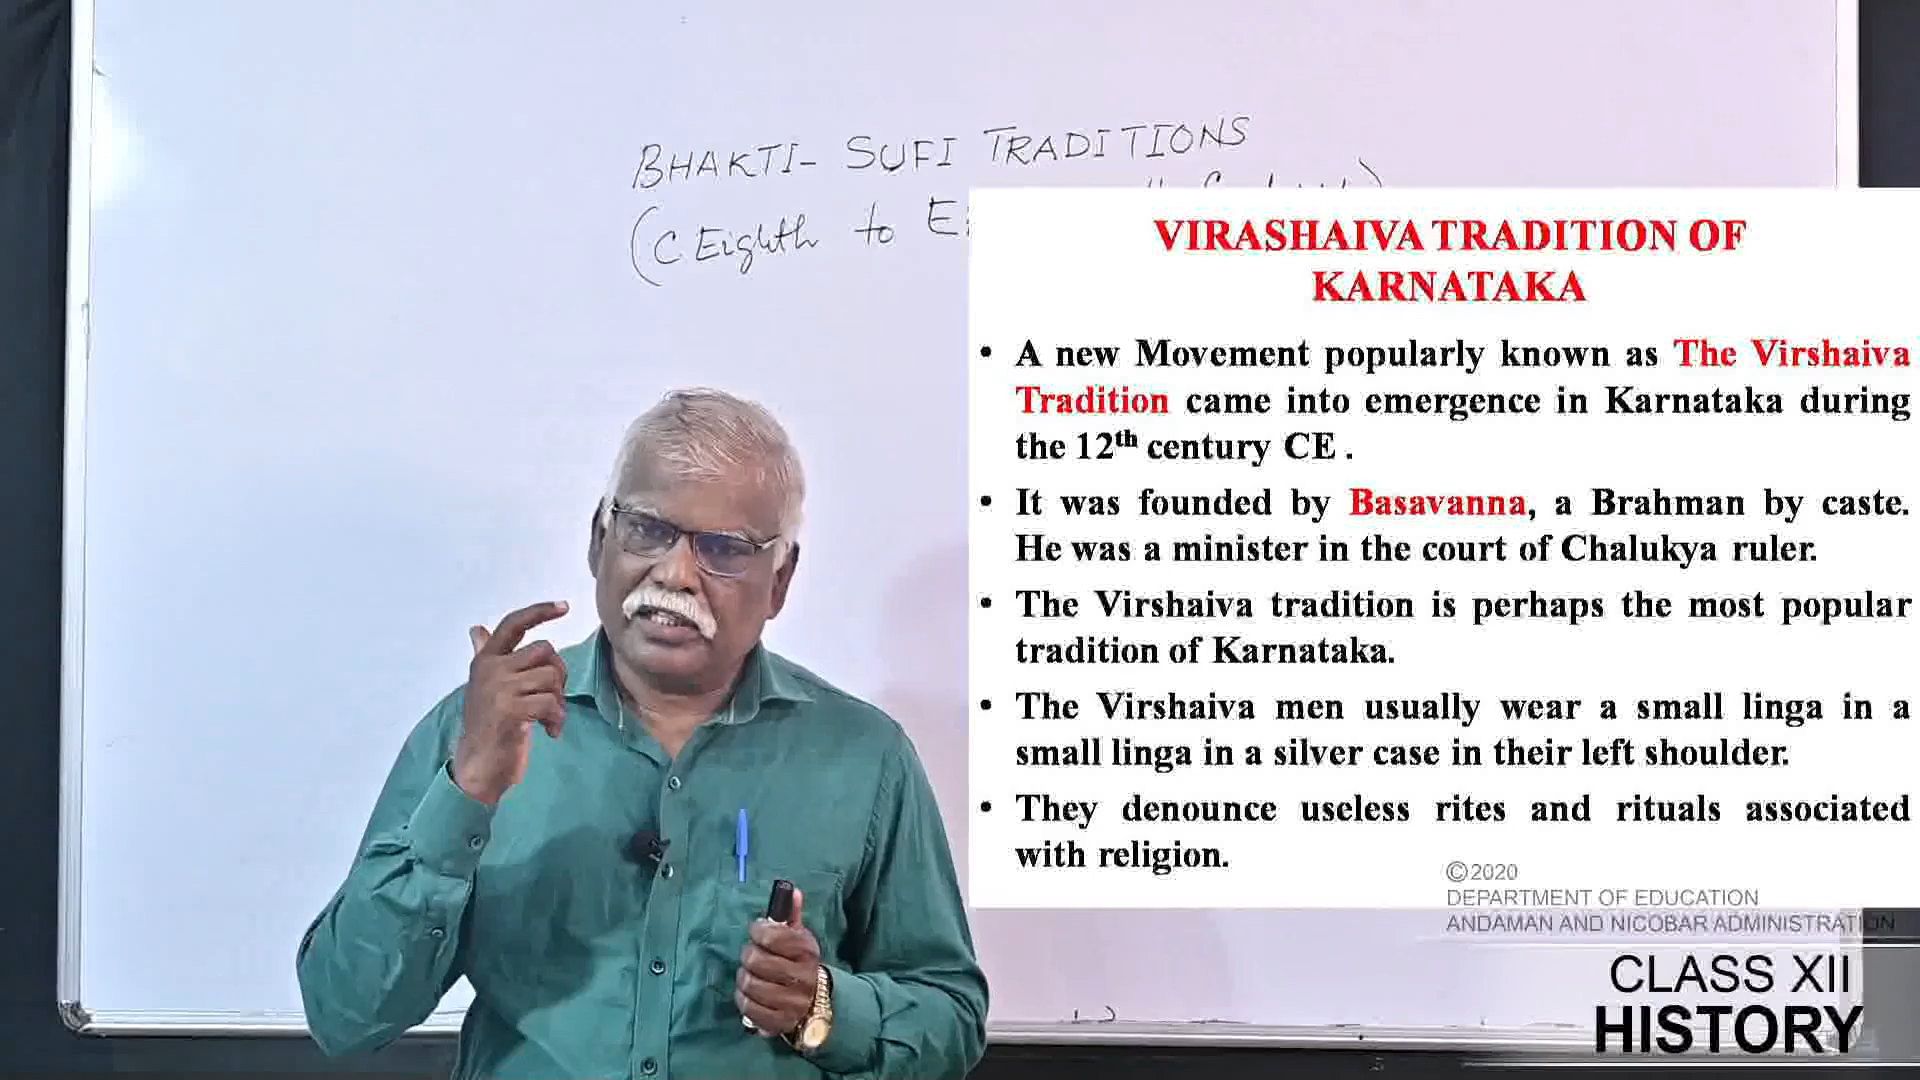 BHAKTI- SUFI TRADITIONS
(C Eighth to
VIRASHAIVA TRADITION OF
KARNATAKA
• A new Movement popularly known as The Virshaiva
Tradition came into emergence in Karnataka during
the 12th century CE .
• It was founded by Basavanna, a Brahman by caste.
He was a minister in the court of Chalukya ruler.
• The Virshaiva tradition is perhaps the most popular
tradition of Karnataka.
• The Virshaiva men usually wear a small linga in a
small linga in a silver case in their left shoulder.
• They denounce useless rites and rituals associated
with religion.
©2020
DEPARTMENT OF EDUCATION
ANDAMAN AND NICOBAR ADMINISTRATION
CLASS XII
HISTORY